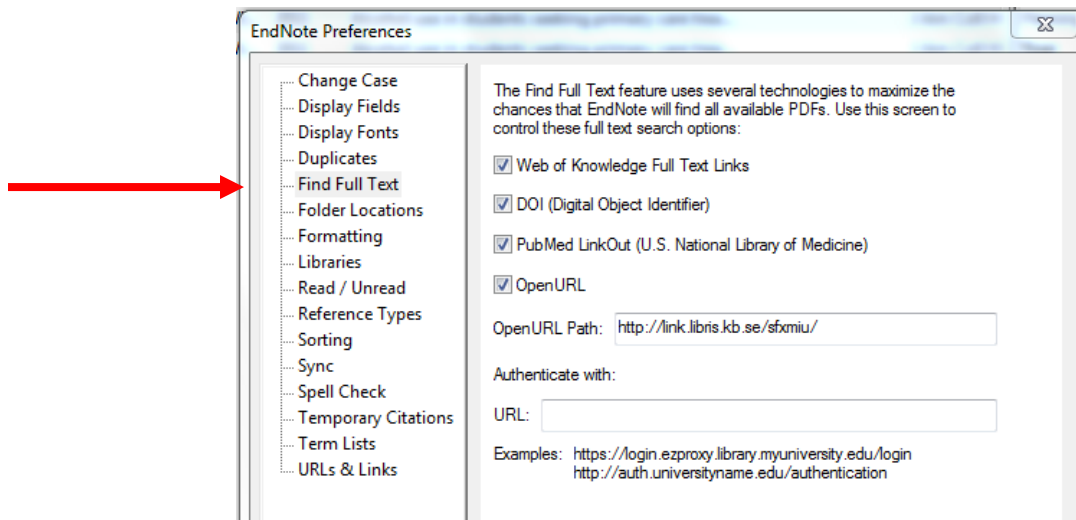 EndNote Preferences
Change Case
Display Fields
Display Fonts
Duplicates
Find Full Text
Folder Locations
Formatting
Libraries
Read / Unread
Reference Types
Sorting
Sync
Spell Check
Temporary Citations
Term Lists
URLs & Links
The Find Full Text feature uses several technologies to maximize the
chances that EndNote will find all available PDFs. Use this screen to
control these full text search options:
Web of Knowledge Full Text Links
DOI (Digital Object Identifier)
PubMed LinkOut (U.S. National Library of Medicine)
OpenURL
OpenURL Path: http://link.libris.kb.se/sfxmiu/
Authenticate with:
URL:
Examples: https://login.ezproxy.library.myuniversity.edu/login
http://auth.universityname.edu/authentication